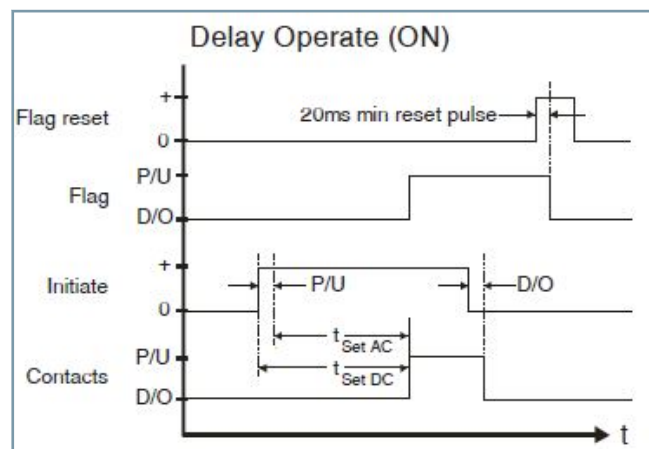 Delay Operate (ON)
+
Flag reset
20ms min reset pulse
0
P/U
Flag
D/O
+
Initiate
P/U
D/O
0
t Set AC
P/U
t Set DC
Contacts
D/O
t